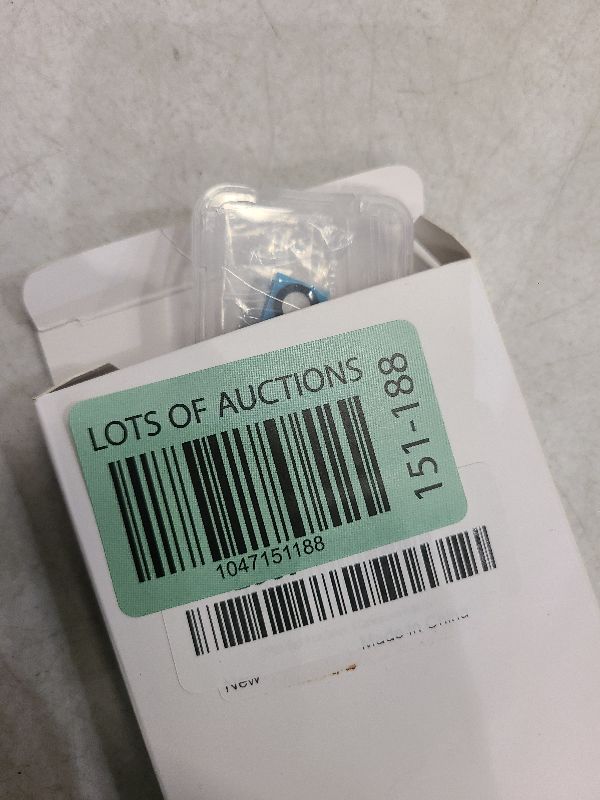 LOTS OF AUCTIONS
151-188
1047151188
Made in China
New